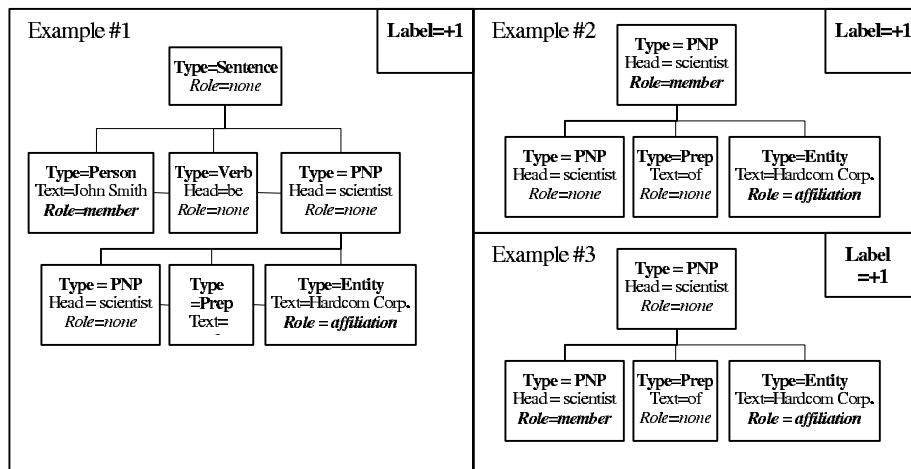 Example #1
Label=+1
Type=Sentence
Role=none
Type=Person
Text=John Smith
Role=member
Type=Verb
Head=be
Role=none
Type=PNP
Head = scientist
Role=none
Type = PNP
Head = scientist
Role=none
Type
=Prep
Text=
Type=Entity
Text=Hardcom Corp.
Role = affiliation
Example #2
Label=+1
Type = PNP
Head = scientist
Role=member
Type = PNP
Head = scientist
Role=none
Type=Prep
Text=of
Role=none
Type=Entity
Text=Hardcom Corp.
Role = affiliation
Example #3
Label
=+1
Type = PNP
Head = scientist
Role=none
Type = PNP
Head = scientist
Role=member
Type=Prep
Text=of
Role=none
Type=Entity
Text=Hardcom Corp.
Role = affiliation